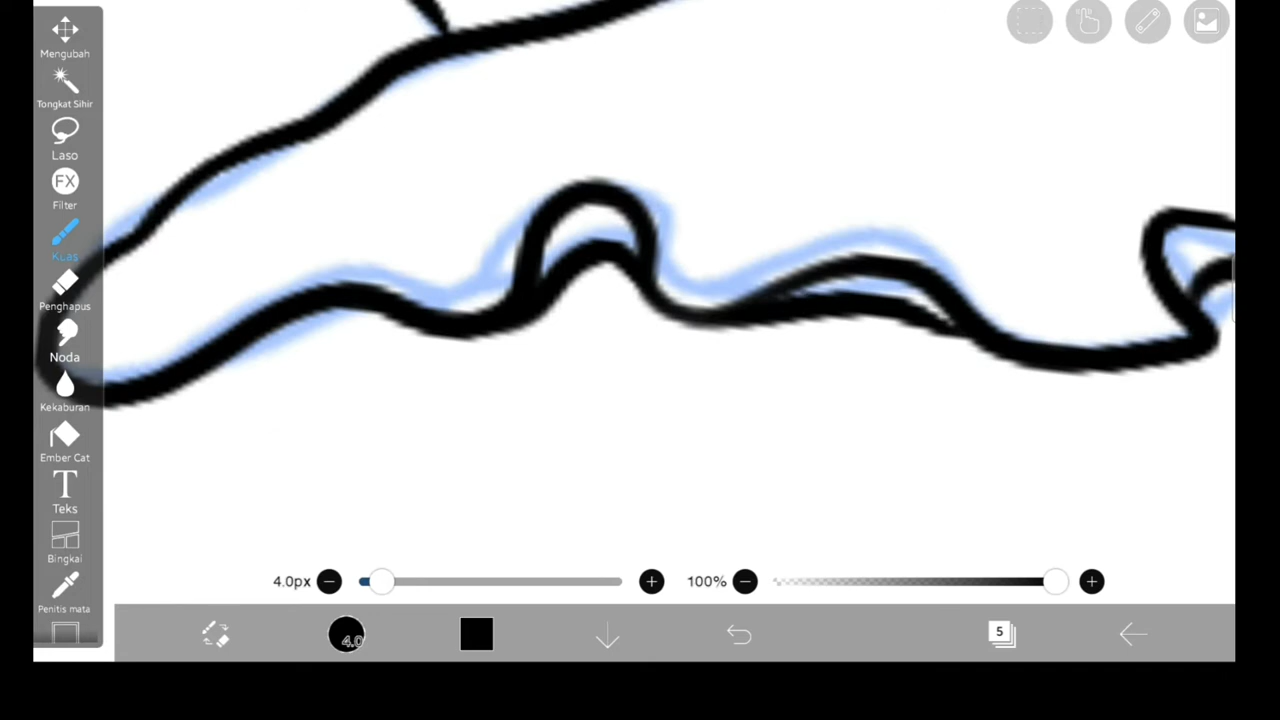 Mengubah
Tongkat Sihir
Laso
FX
Filter
Kuas
Penghapus
Noda
Kekaburan
Ember Cat
T
Teks
Bingkai
Penitis mata
4.0px
100%
4.0
5